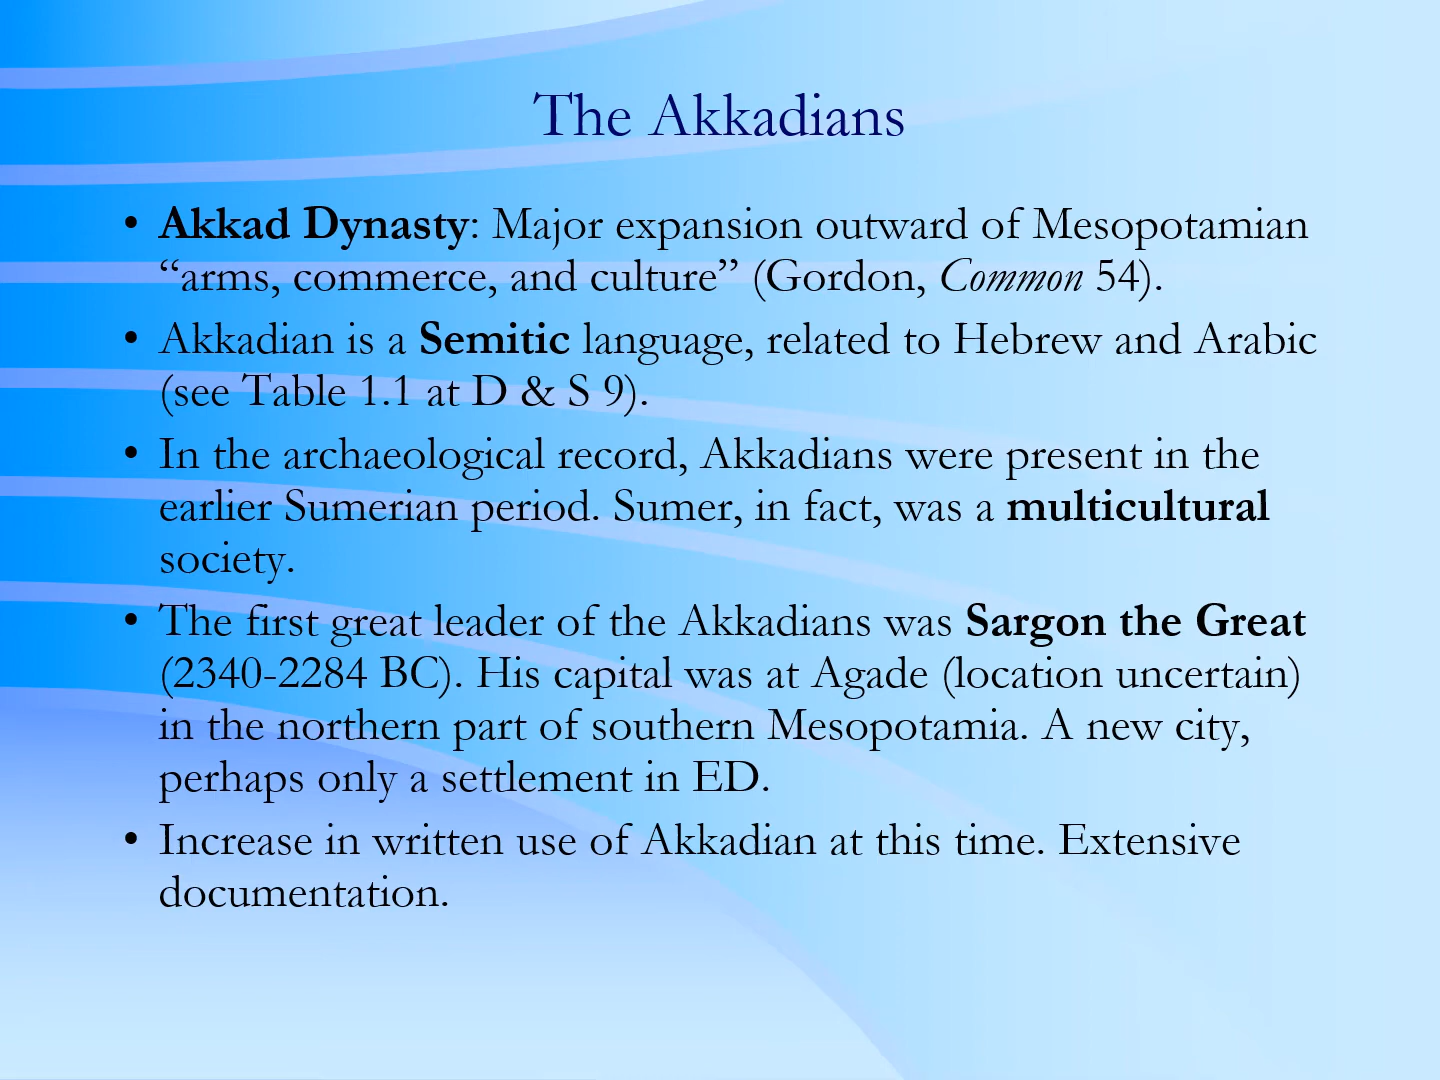 The Akkadians
• Akkad Dynasty: Major expansion outward of Mesopotamian
“arms, commerce, and culture” (Gordon, Common 54).
• Akkadian is a Semitic language, related to Hebrew and Arabic
(see Table 1.1 at D & S 9).
• In the archaeological record, Akkadians were present in the
earlier Sumerian period. Sumer, in fact, was a multicultural
society.
• The first great leader of the Akkadians was Sargon the Great
(2340-2284 BC). His capital was at Agade (location uncertain)
in the northern part of southern Mesopotamia. A new city,
perhaps only a settlement in ED.
• Increase in written use of Akkadian at this time. Extensive
documentation.